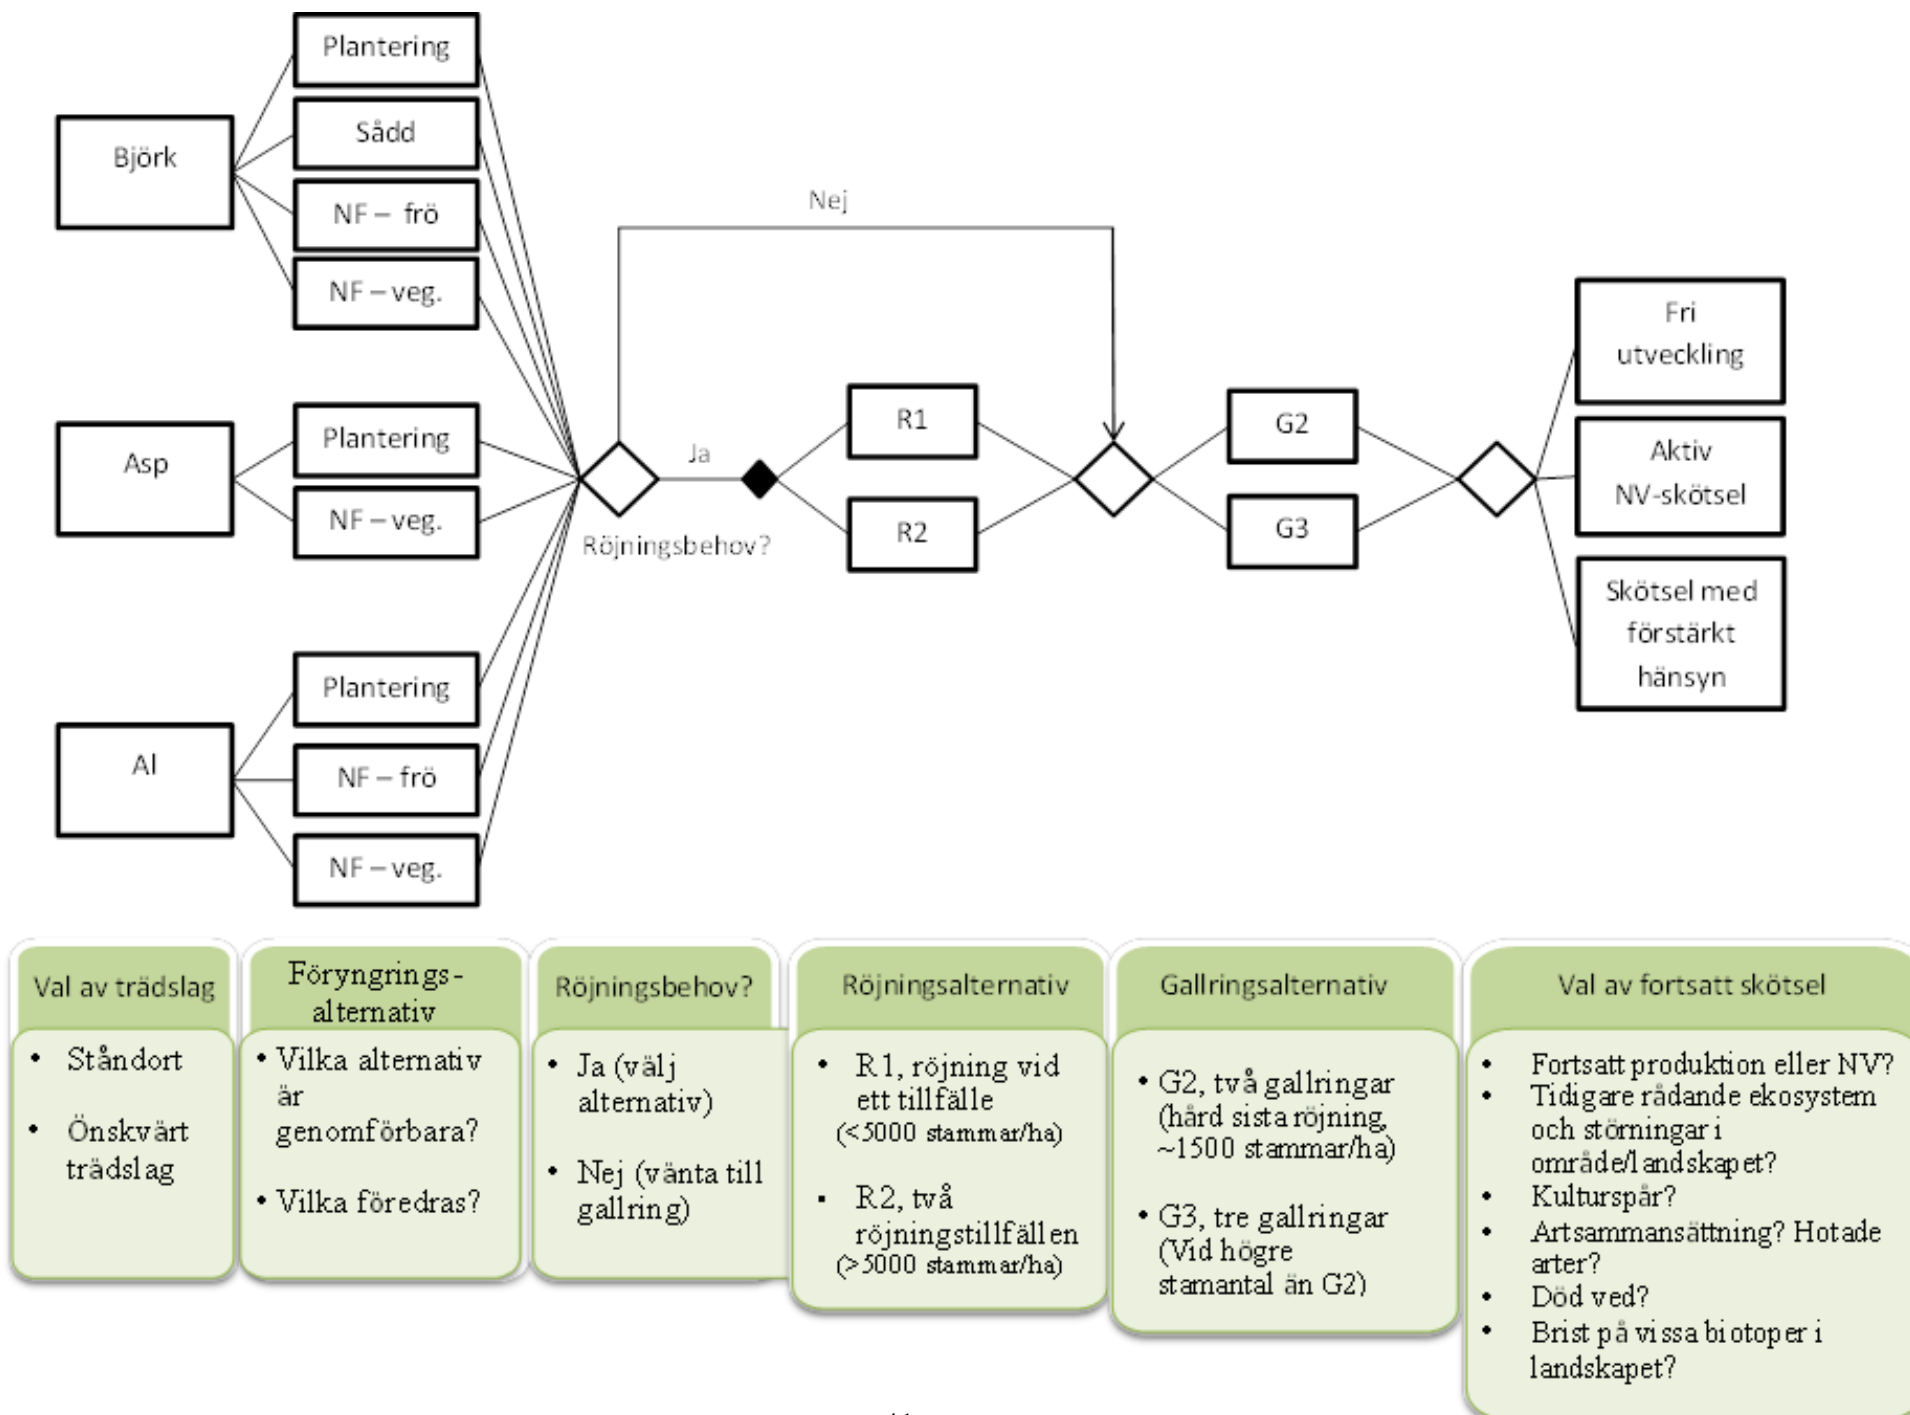 Björk
Plantering
Sådd
NF – frö
NF – veg.
Asp
Plantering
NF – veg.
Al
Plantering
NF – frö
NF – veg.
Nej
Ja
Röjningsbehov?
R1
R2
G2
G3
Fri
utveckling
Aktiv
NV-skötsel
Skötsel med
förstärkt
hänsyn
Val av trädslag
• Ståndort
• Önskvärt
trädslag
Föryngrings-
alternativ
• Vilka alternativ
är
genomförbara?
• Vilka föredras?
Röjningsbehov?
• Ja (välj
alternativ)
• Nej (vänta till
gallring)
Röjningsalternativ
• R1, röjning vid
ett tillfälle
(<5000 stammar/ha)
• R2, två
röjningstillfällen
(>5000 stammar/ha)
Gallringsalternativ
• G2, två gallringar
(hård sista röjning,
~1500 stammar/ha)
• G3, tre gallringar
(Vid högre
stamantal än G2)
Val av fortsatt skötsel
• Fortsatt produktion eller NV?
• Tidigare rådande ekosystem
och störningar i
område/landskapet?
• Kulturspår?
• Artsammansättning? Hotade
arter?
• Död ved?
• Brist på vissa biotoper i
landskapet?